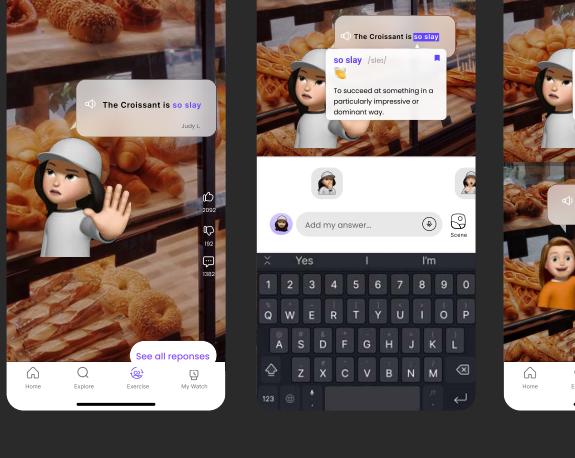 The Croissant is so slay
Judy L.
2092
192
1382
See all reponses
Home
Explore
Exercise
My Watch
The Croissant is so slay
so slay /sleɪ/
To succeed at something in a
particularly impressive or
dominant way.
Add my answer...
Scene
Yes I I'm
1 2 3 4 5 6 7 8 9 0
Q W E R T Y U I O P
A S D F G H J K L
Z X C V B N M
123
Home